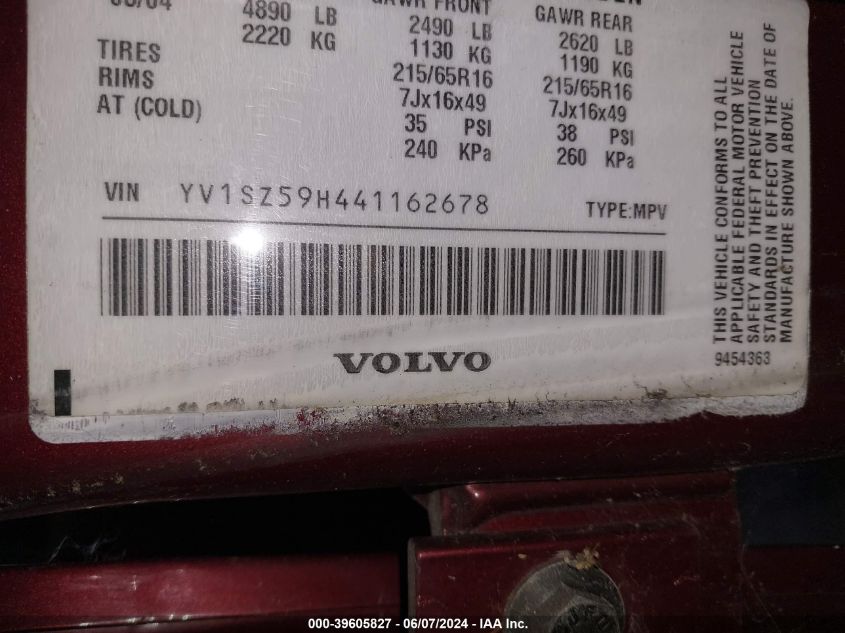 4890 LB
2220 KG
GAWR FRONT
2490 LB
1130 KG
215/65R16
7Jx16x49
35 PSI
240 KPa
GAWR REAR
2620 LB
1190 KG
215/65R16
7Jx16x49
38 PSI
260 KPa
TIRES
RIMS
AT (COLD)
VIN YV1SZ59H441162678
TYPE:MPV
VOLVO
THIS VEHICLE CONFORMS TO ALL
APPLICABLE FEDERAL MOTOR VEHICLE
SAFETY AND THEFT PREVENTION
STANDARDS IN EFFECT ON THE DATE OF
MANUFACTURE SHOWN ABOVE.
9454363
000-39605827 - 06/07/2024 - IAA Inc.